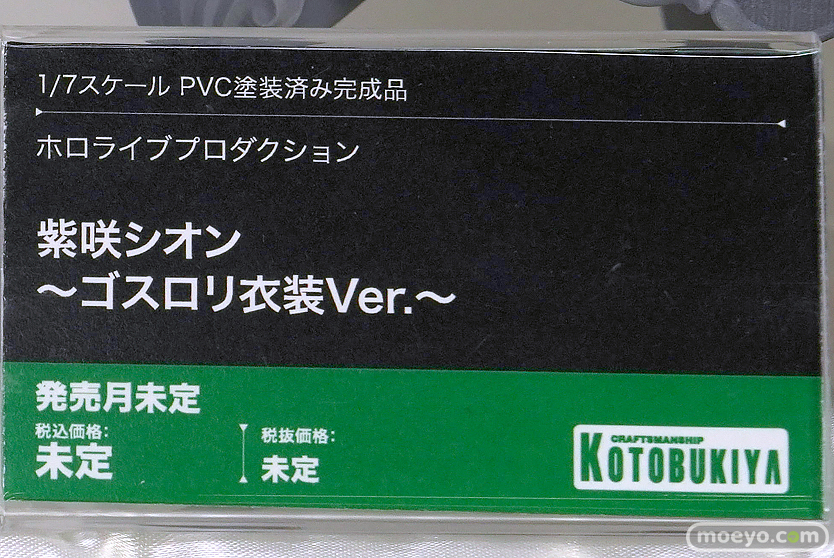 1/7スケール PVC塗装済み完成品
ホロライブプロダクション
紫咲シオン
～ゴスロリ衣装Ver.～
発売月未定
税込価格:
未定
税抜価格:
未定
CRAFTSMANSHIP
KOTOBUKIYA
moeyo.com